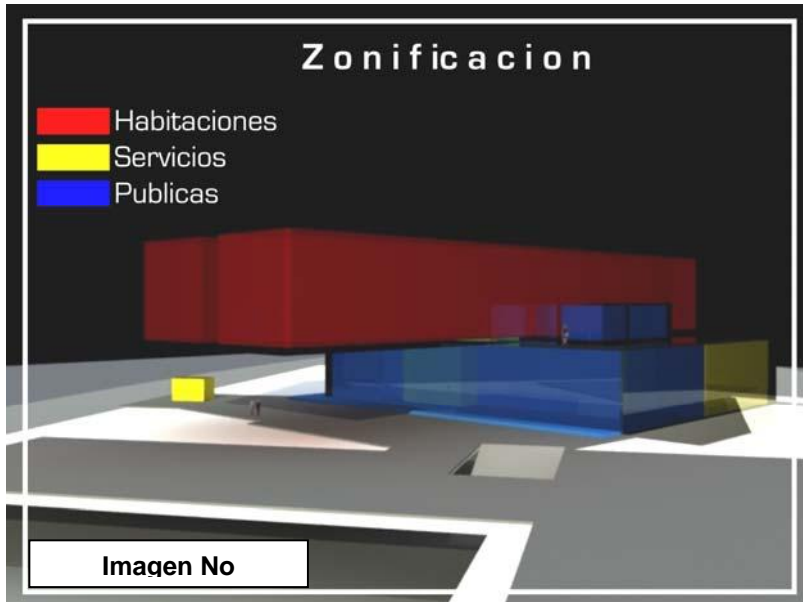 Zonificacion
Habitaciones
Servicios
Publicas
Imagen No